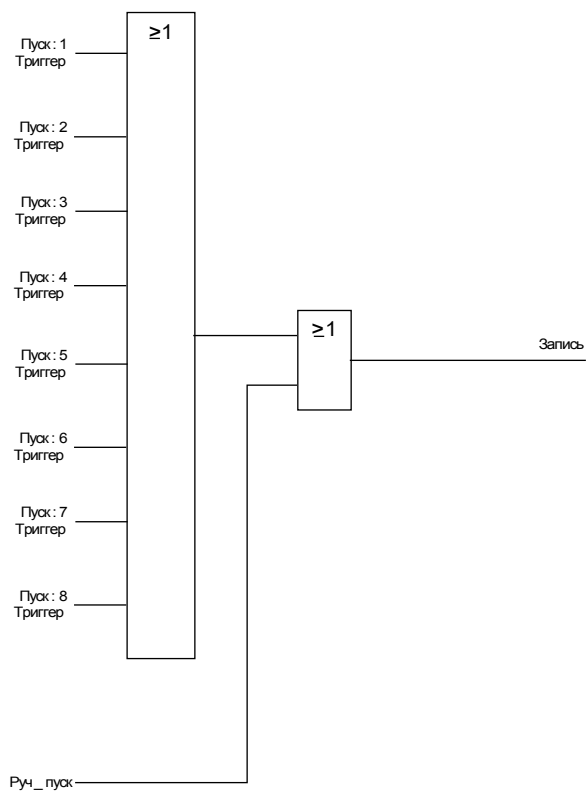 ≥1
Пуск: 1
Триггер
Пуск: 2
Триггер
Пуск: 3
Триггер
Пуск: 4
Триггер
≥1
Запись
Пуск: 5
Триггер
Пуск: 6
Триггер
Пуск: 7
Триггер
Пуск: 8
Триггер
Руч_ пуск